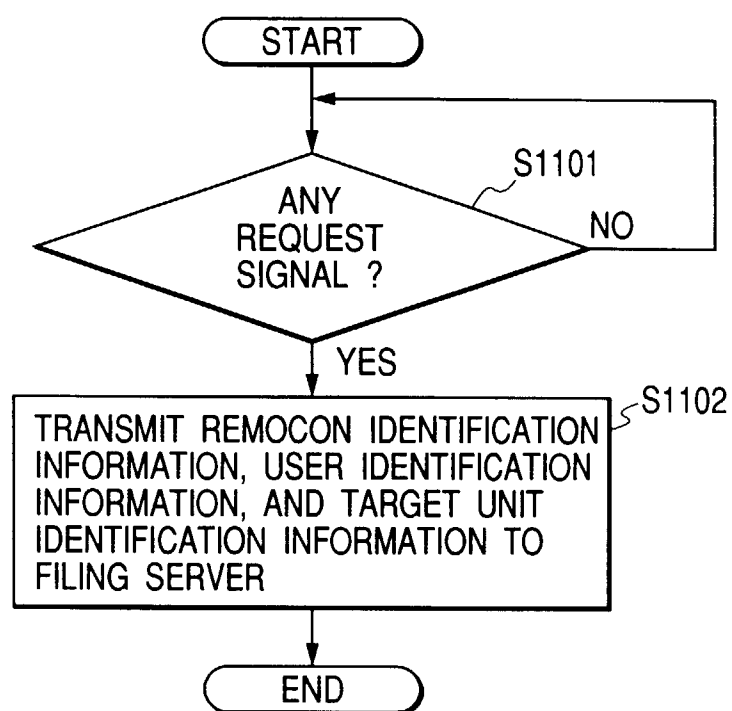 START
S1101
ANY
REQUEST
SIGNAL ?
NO
YES
S1102
TRANSMIT REMOCON IDENTIFICATION
INFORMATION, USER IDENTIFICATION
INFORMATION, AND TARGET UNIT
IDENTIFICATION INFORMATION TO
FILING SERVER
END